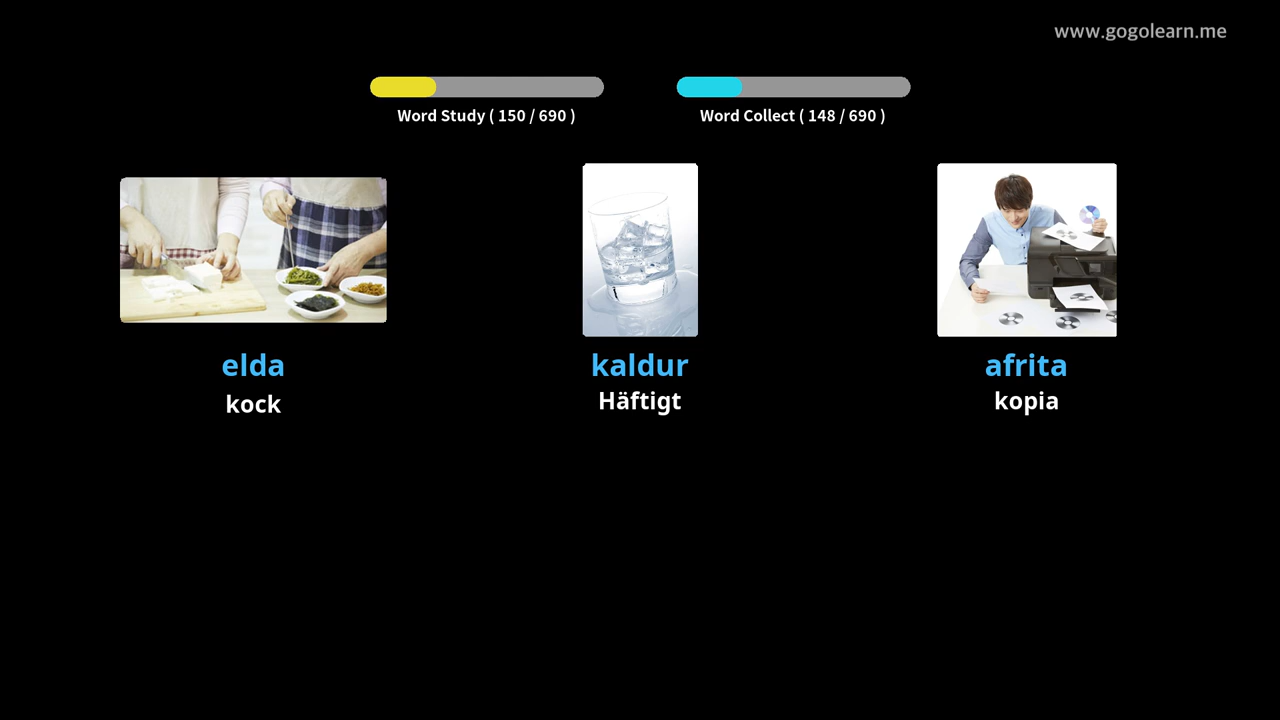 www.gogolearn.me
Word Study ( 150 / 690 )
Word Collect ( 148 / 690 )
elda
kaldur
afrita
kock
Häftigt
kopia